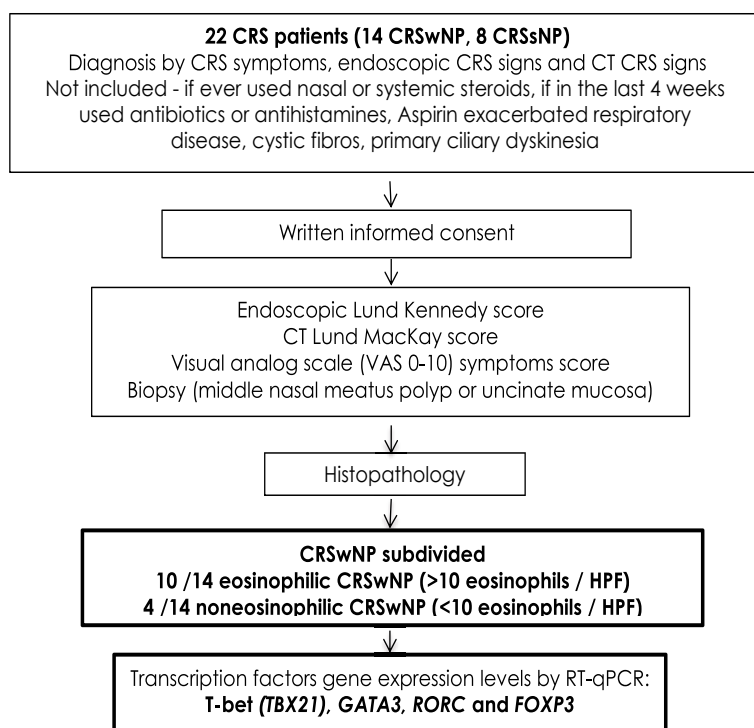 22 CRS patients (14 CRSwNP, 8 CRSsNP)
Diagnosis by CRS symptoms, endoscopic CRS signs and CT CRS signs
Not included - if ever used nasal or systemic steroids, if in the last 4 weeks
used antibiotics or antihistamines, Aspirin exacerbated respiratory
disease, cystic fibros, primary ciliary dyskinesia
Written informed consent
Endoscopic Lund Kennedy score
CT Lund MacKay score
Visual analog scale (VAS 0-10) symptoms score
Biopsy (middle nasal meatus polyp or uncinate mucosa)
Histopathology
CRSwNP subdivided
10 /14 eosinophilic CRSwNP (>10 eosinophils / HPF)
4 /14 noneosinophilic CRSwNP (<10 eosinophils / HPF)
Transcription factors gene expression levels by RT-qPCR:
T-bet (TBX21), GATA3, RORC and FOXP3